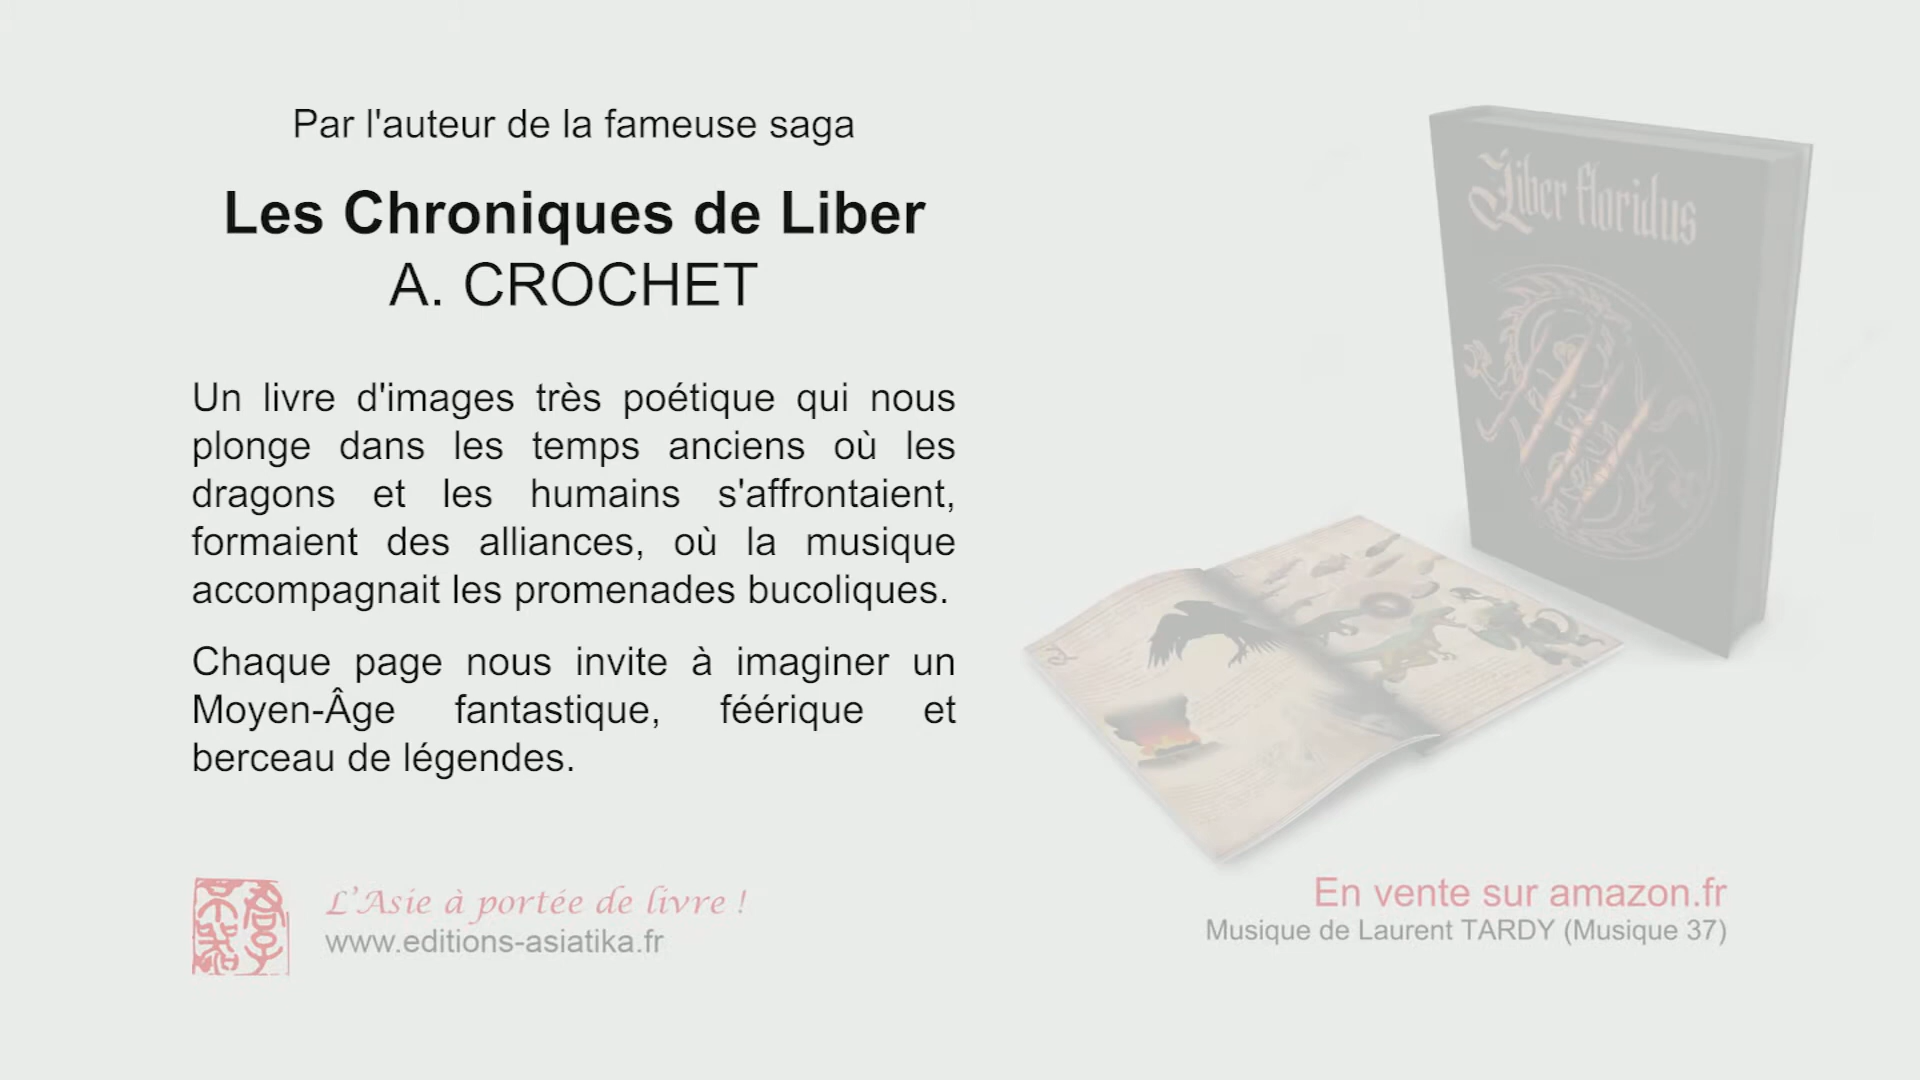 Par l'auteur de la fameuse saga
Les Chroniques de Liber
A. CROCHET
Un livre d'images très poétique qui nous
plonge dans les temps anciens où les
dragons et les humains s'affrontaient,
formaient des alliances, où la musique
accompagnait les promenades bucoliques.
Chaque page nous invite à imaginer un
Moyen-Âge fantastique, féérique et
berceau de légendes.
Liber floridus
L'Asie à portée de livre !
www.editions-asiatika.fr
En vente sur amazon.fr
Musique de Laurent TARDY (Musique 37)